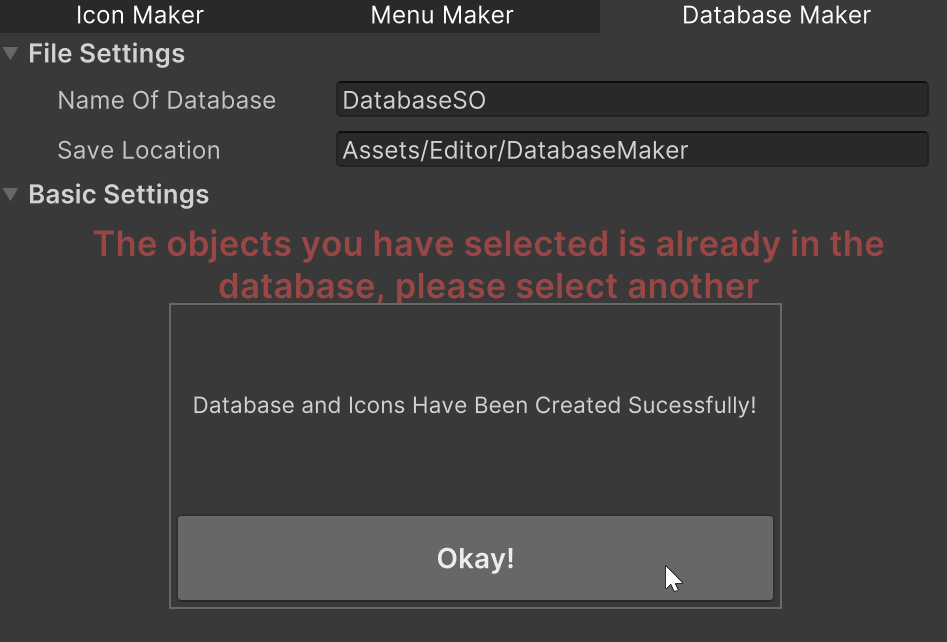 Icon Maker Menu Maker Database Maker
File Settings
Name Of Database DatabaseSO
Save Location Assets/Editor/DatabaseMaker
Basic Settings
The objects you have selected is already in the
database, please select another
Database and Icons Have Been Created Sucessfully!
Okay!